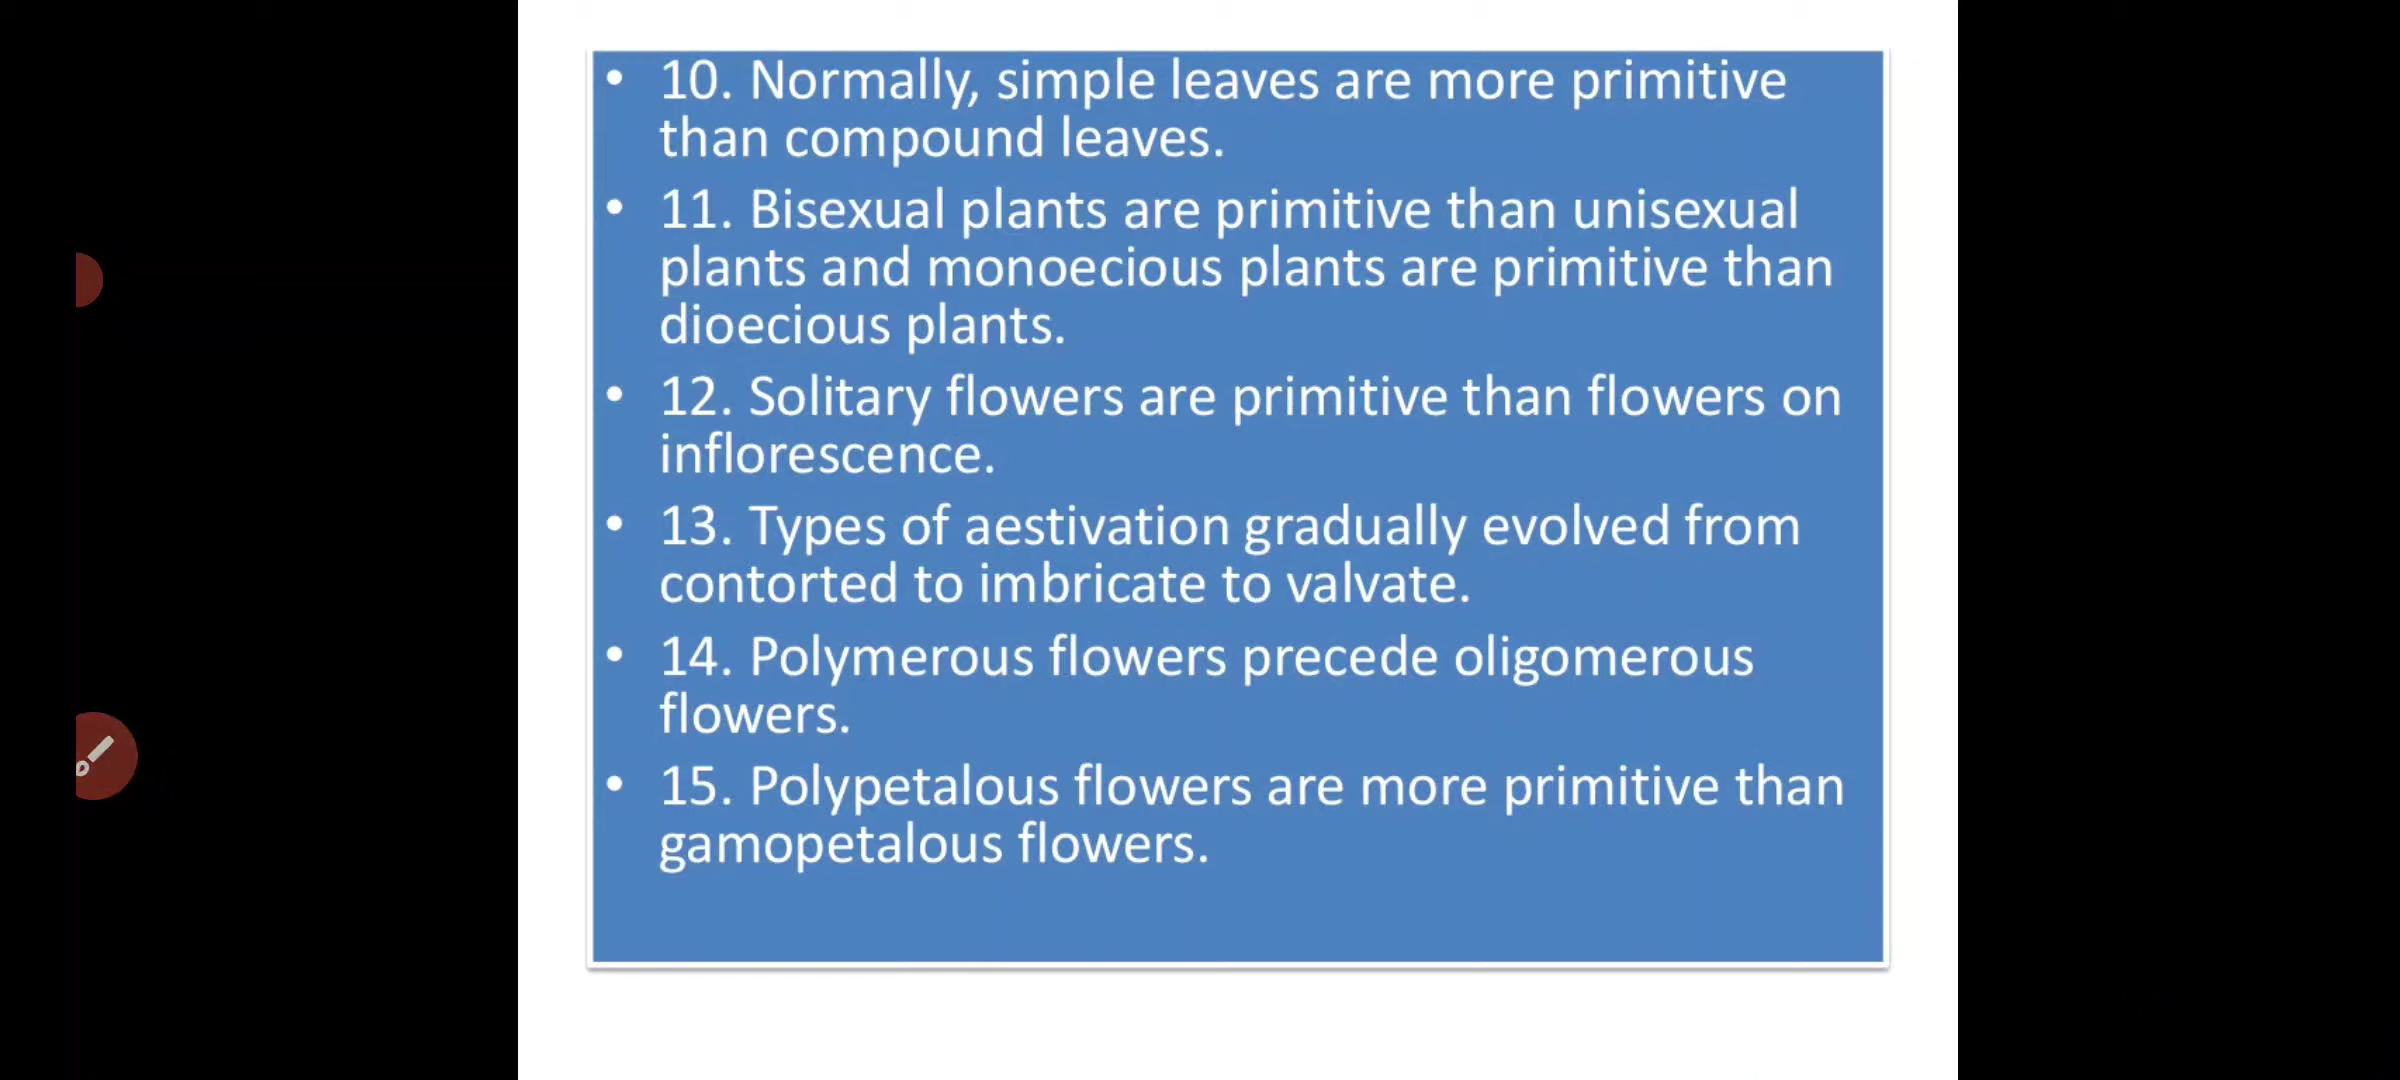 • 10. Normally, simple leaves are more primitive
than compound leaves.
• 11. Bisexual plants are primitive than unisexual
plants and monoecious plants are primitive than
dioecious plants.
• 12. Solitary flowers are primitive than flowers on
inflorescence.
• 13. Types of aestivation gradually evolved from
contorted to imbricate to valvate.
• 14. Polymerous flowers precede oligomerous
flowers.
• 15. Polypetalous flowers are more primitive than
gamopetalous flowers.